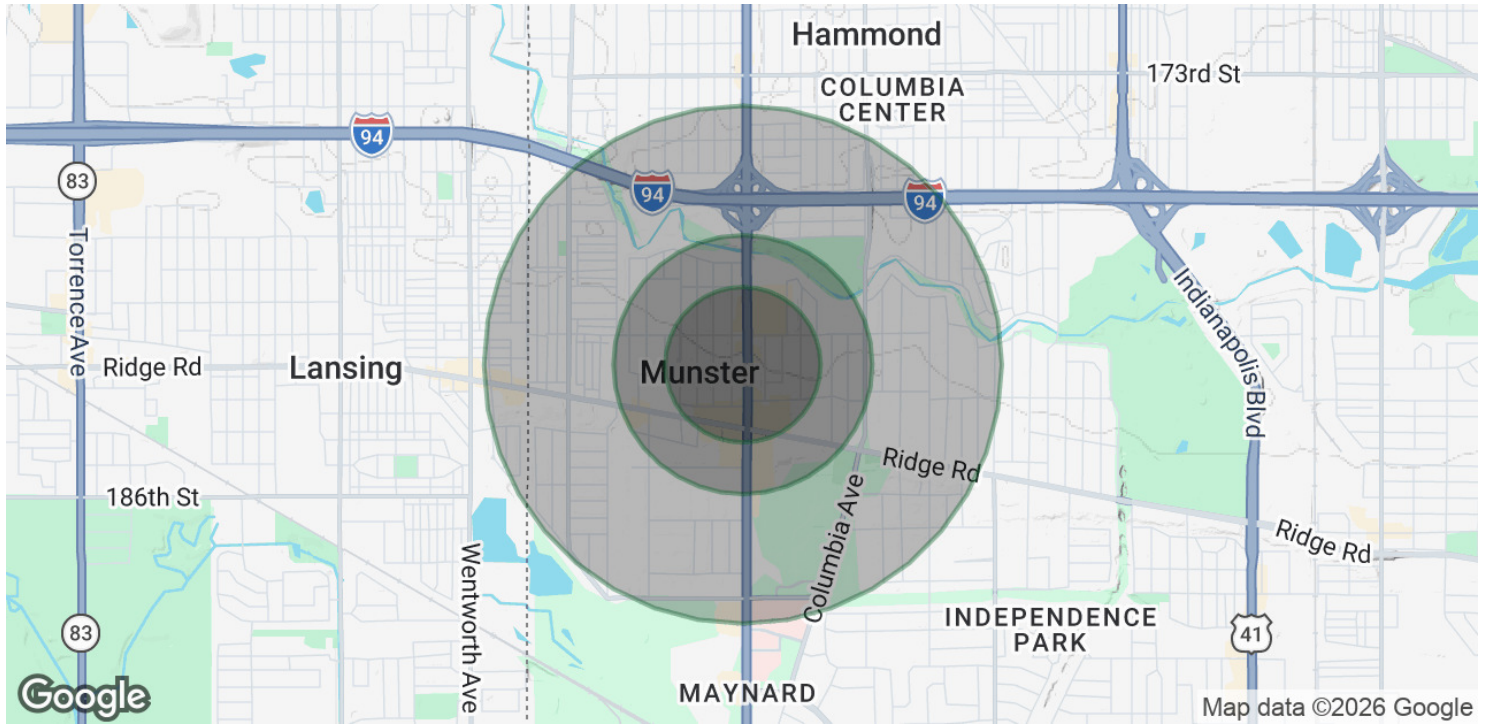 Hammond
COLUMBIA
CENTER
173rd St
94
83
94
94
Torrence Ave
Indianapolis Blvd
Ridge Rd
Lansing
Munster
Ridge Rd
186th St
Columbia Ave
Ridge Rd
Wentworth Ave
INDEPENDENCE
PARK
83
41
MAYNARD
Google
Map data ©2026 Google